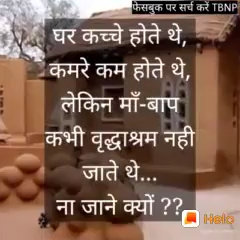 फेसबुक पर सर्च करें TBNP
घर कच्चे होते थे,
कमरे कम होते थे,
लेकिन माँ-बाप
कभी वृद्धाश्रम नही
जाते थे...
ना जाने क्यों ??
Helo